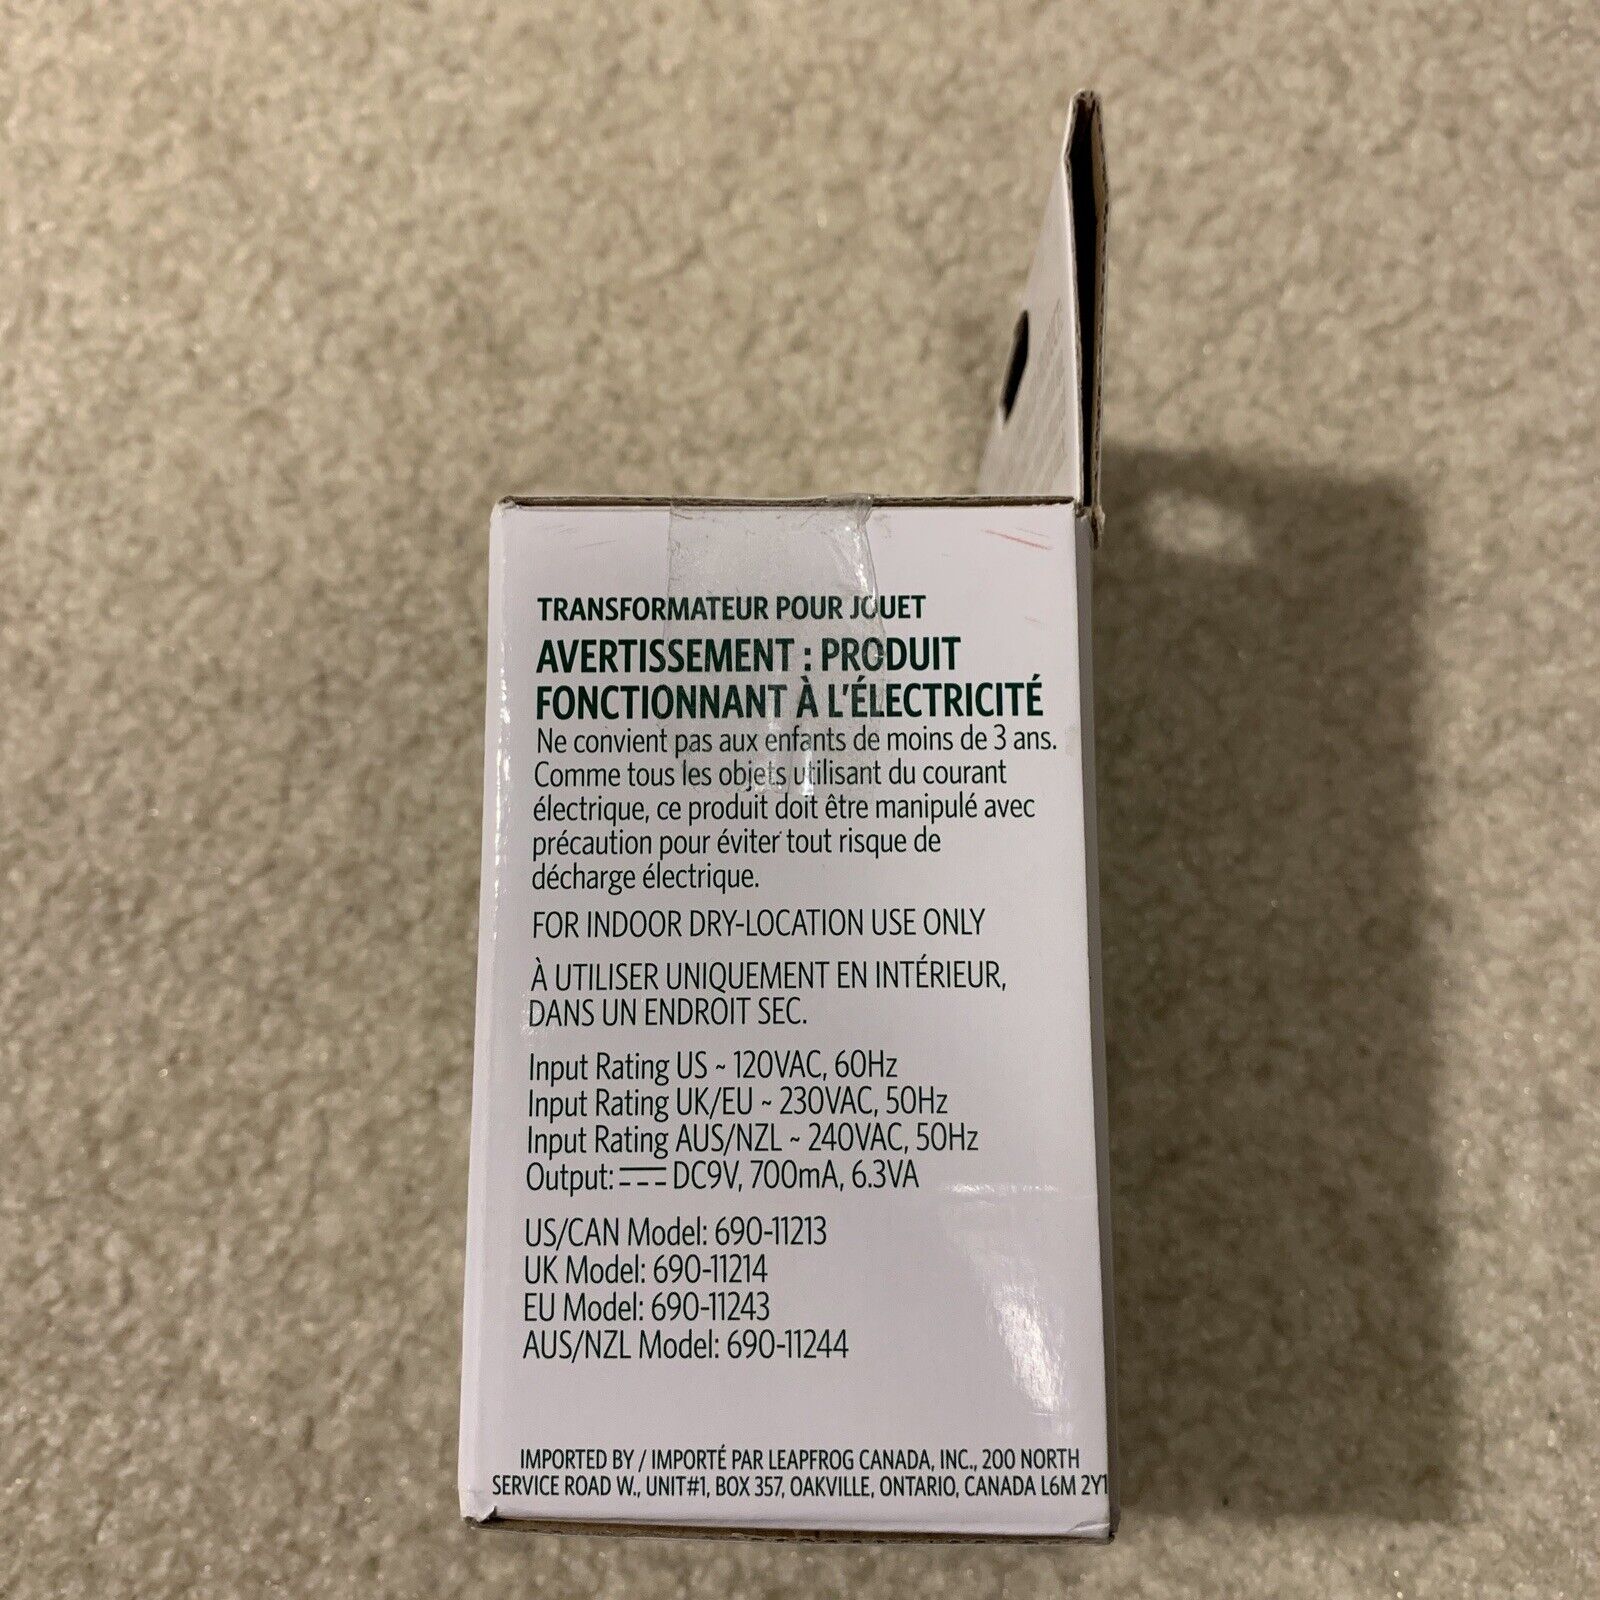 TRANSFORMATEUR POUR JOUET
AVERTISSEMENT : PRODUIT
FONCTIONNANT À L'ÉLECTRICITÉ
Ne convient pas aux enfants de moins de 3 ans.
Comme tous les objets utilisant du courant
électrique, ce produit doit être manipulé avec
précaution pour éviter tout risque de
décharge électrique.
FOR INDOOR DRY-LOCATION USE ONLY
À UTILISER UNIQUEMENT EN INTÉRIEUR,
DANS UN ENDROIT SEC.
Input Rating US ~ 120VAC, 60Hz
Input Rating UK/EU ~ 230VAC, 50Hz
Input Rating AUS/NZL ~ 240VAC, 50Hz
Output: ⎓ DC9V, 700mA, 6.3VA
US/CAN Model: 690-11213
UK Model: 690-11214
EU Model: 690-11243
AUS/NZL Model: 690-11244
IMPORTED BY / IMPORTÉ PAR LEAPFROG CANADA, INC., 200 NORTH
SERVICE ROAD W., UNIT#1, BOX 357, OAKVILLE, ONTARIO, CANADA L6M 2Y1